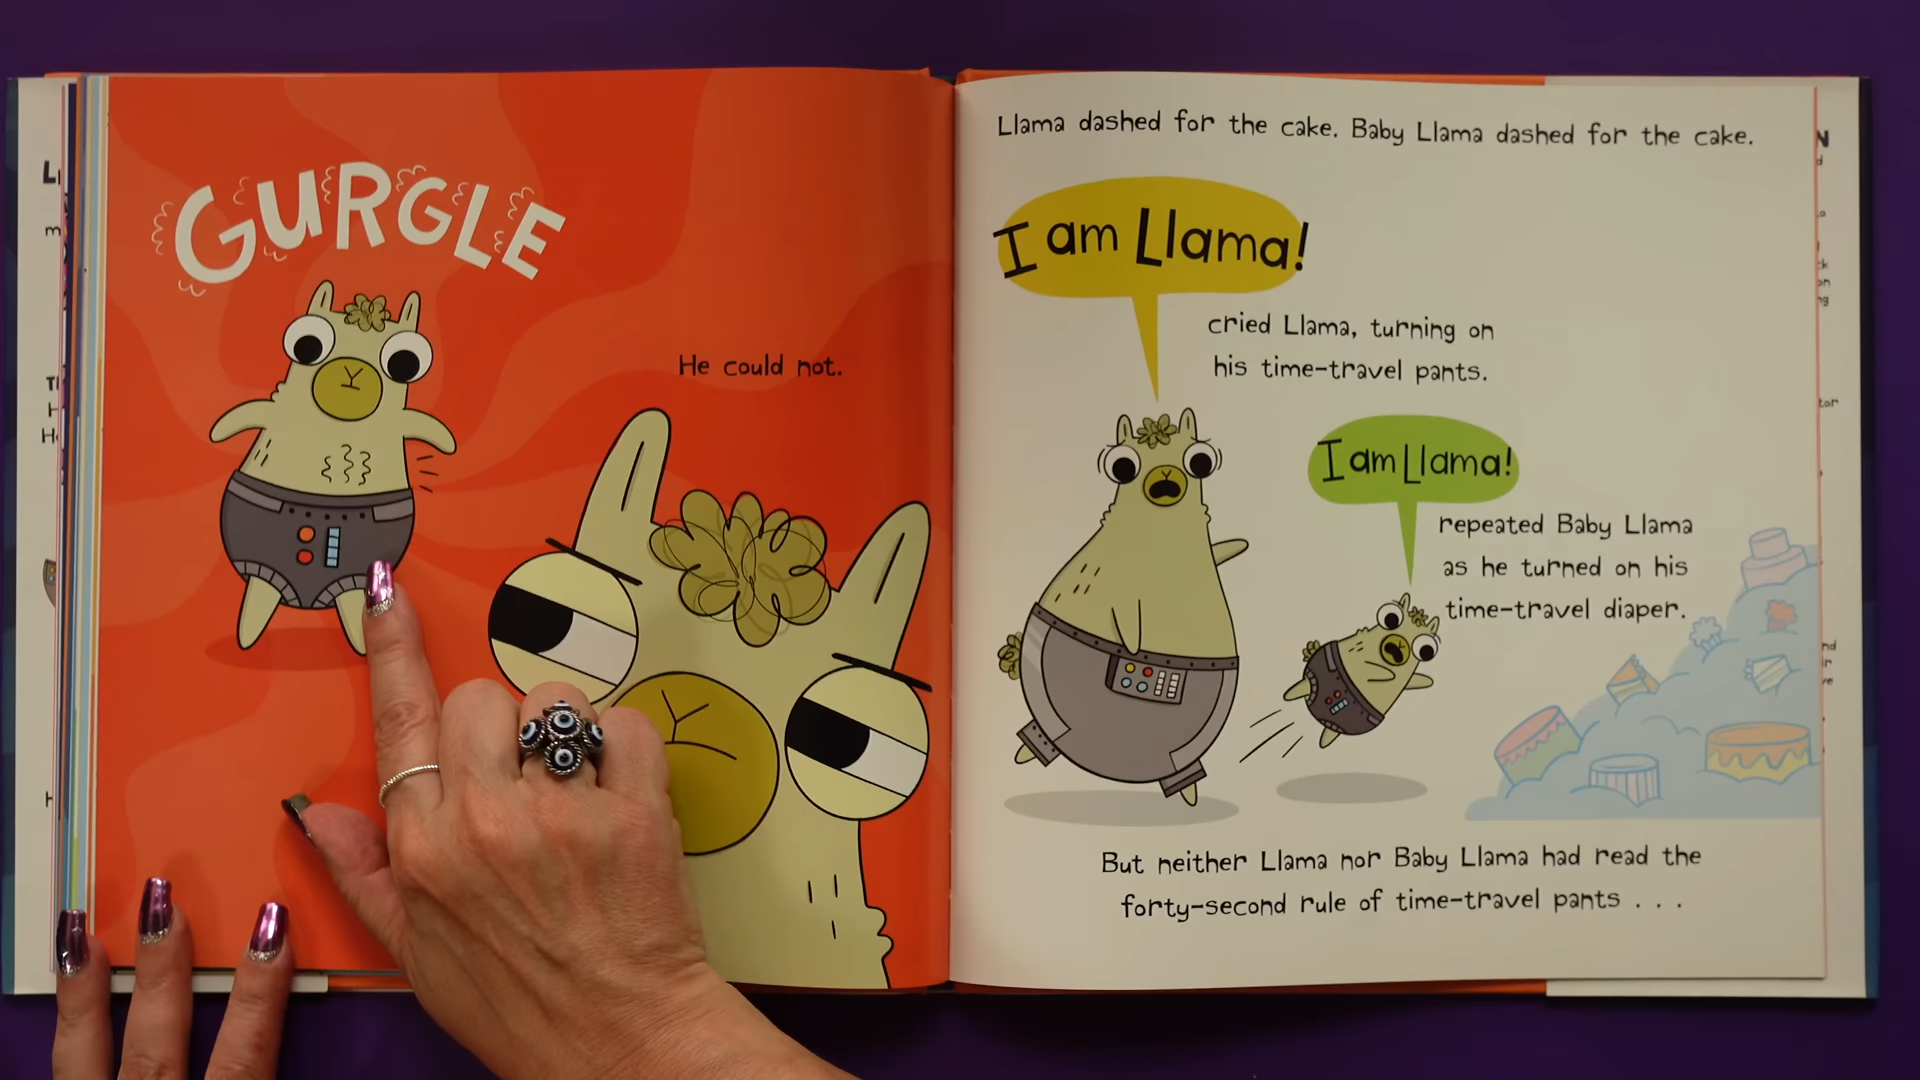 GURGLE
He could not.
Llama dashed for the cake. Baby Llama dashed for the cake.
I am Llama!
cried Llama, turning on
his time-travel pants.
I am Llama!
repeated Baby Llama
as he turned on his
time-travel diaper.
But neither Llama nor Baby Llama had read the
forty-second rule of time-travel pants . . .